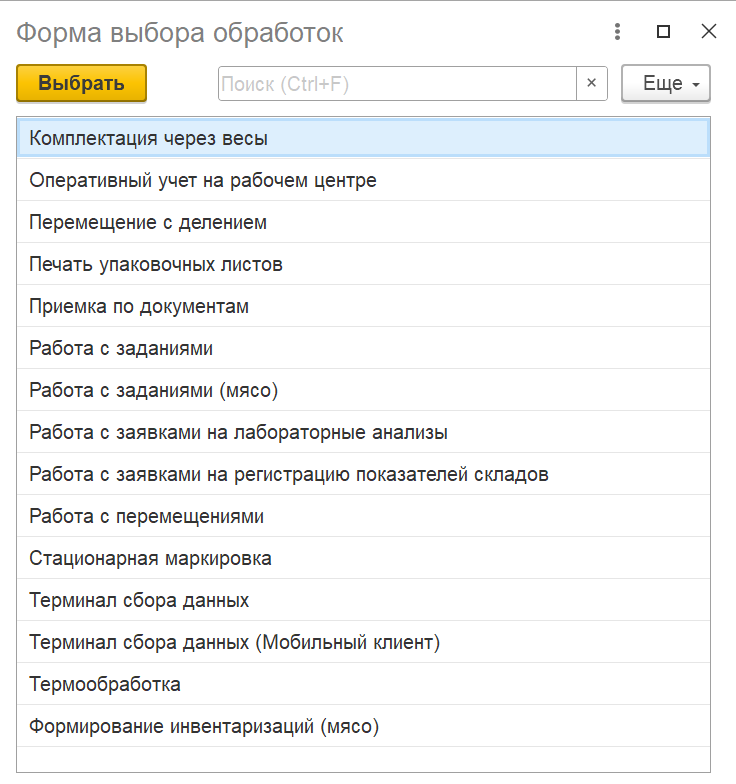 Форма выбора обработок
Выбрать
Поиск (Ctrl+F)
×
Еще
Комплектация через весы
Оперативный учет на рабочем центре
Перемещение с делением
Печать упаковочных листов
Приемка по документам
Работа с заданиями
Работа с заданиями (мясо)
Работа с заявками на лабораторные анализы
Работа с заявками на регистрацию показателей складов
Работа с перемещениями
Стационарная маркировка
Терминал сбора данных
Терминал сбора данных (Мобильный клиент)
Термообработка
Формирование инвентаризаций (мясо)